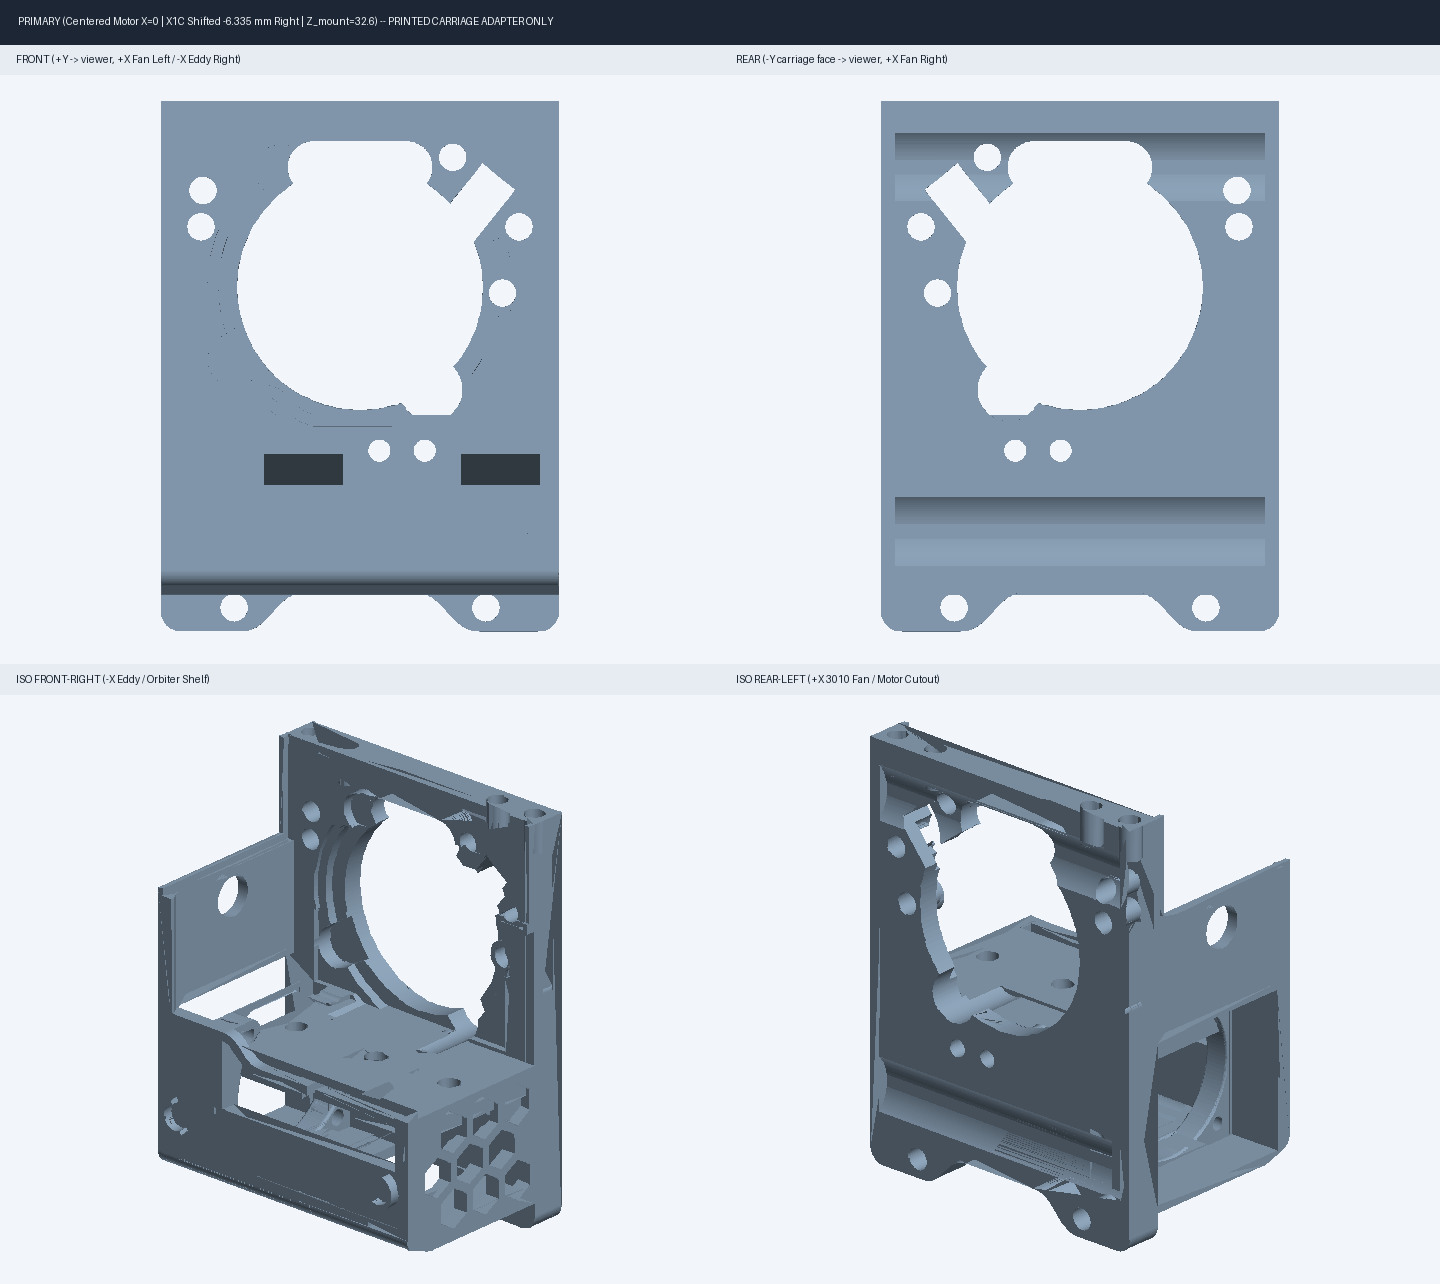 PRIMARY (Centered Motor X=0 | X1C Shifted -6.335 mm Right | Z_mount=32.6) -- PRINTED CARRIAGE ADAPTER ONLY
FRONT (+Y -> viewer, +X Fan Left / -X Eddy Right)
REAR (-Y carriage face -> viewer, +X Fan Right)
ISO FRONT-RIGHT (-X Eddy / Orbiter Shelf)
ISO REAR-LEFT (+X 3010 Fan / Motor Cutout)